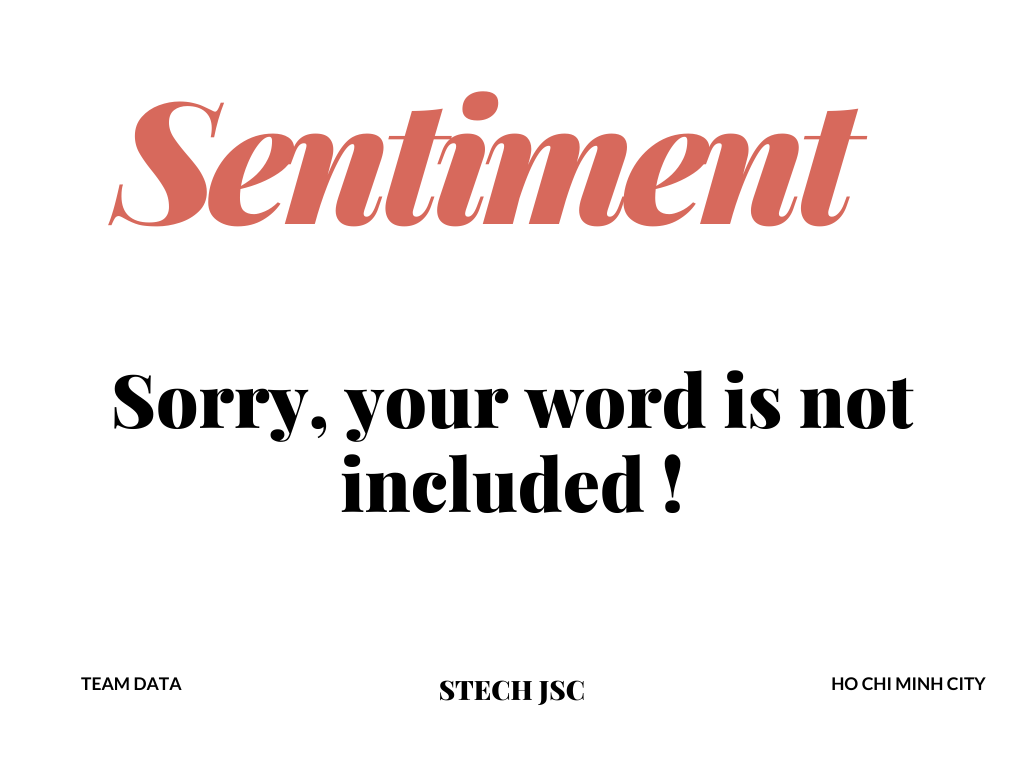 Sentiment
Sorry, your word is not
included !
TEAM DATA
STECH JSC
HO CHI MINH CITY